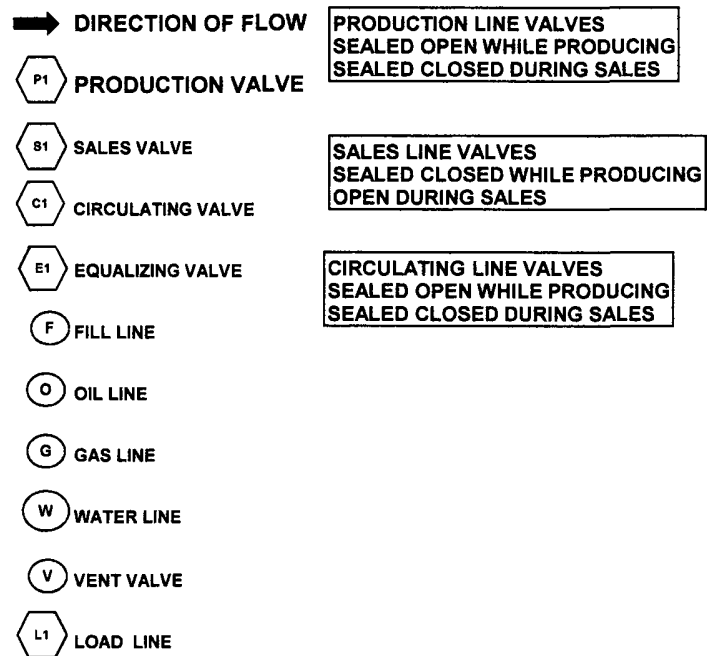 DIRECTION OF FLOW
PRODUCTION LINE VALVES
SEALED OPEN WHILE PRODUCING
SEALED CLOSED DURING SALES
P1 PRODUCTION VALVE
S1 SALES VALVE
SALES LINE VALVES
SEALED CLOSED WHILE PRODUCING
OPEN DURING SALES
C1 CIRCULATING VALVE
E1 EQUALIZING VALVE
CIRCULATING LINE VALVES
SEALED OPEN WHILE PRODUCING
SEALED CLOSED DURING SALES
F FILL LINE
O OIL LINE
G GAS LINE
W WATER LINE
V VENT VALVE
L1 LOAD LINE